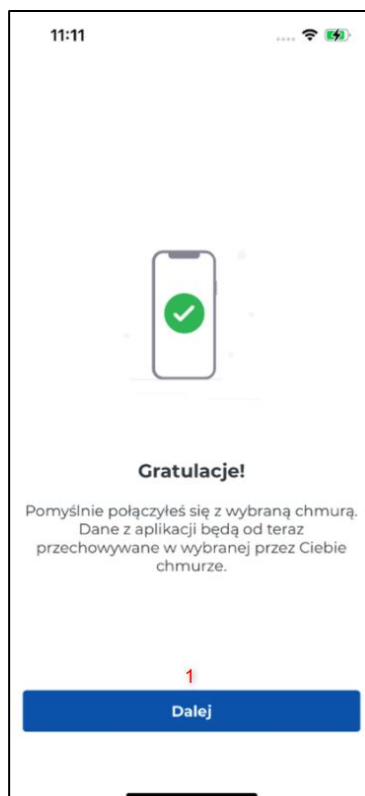 11:11
Gratulacje!
Pomyślnie połączyłeś się z wybraną chmurą.
Dane z aplikacji będą od teraz
przechowywane w wybranej przez Ciebie
chmurze.
1
Dalej